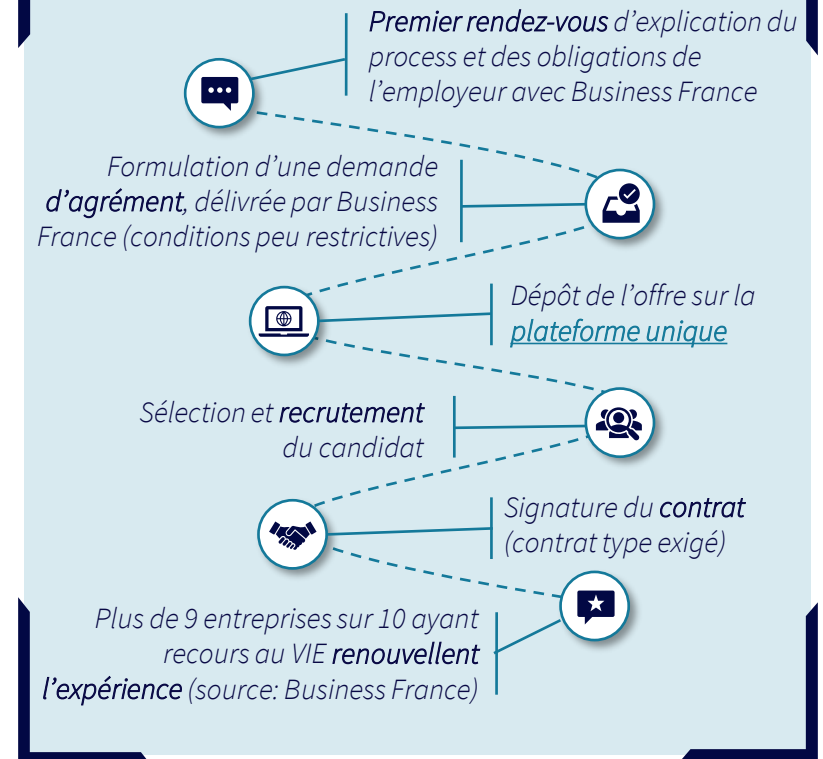 Premier rendez-vous d’explication du
process et des obligations de
l’employeur avec Business France
Formulation d’une demande
d’agrément, délivrée par Business
France (conditions peu restrictives)
Dépôt de l’offre sur la
plateforme unique
Sélection et recrutement
du candidat
Signature du contrat
(contrat type exigé)
Plus de 9 entreprises sur 10 ayant
recours au VIE renouvellent
l’expérience (source: Business France)